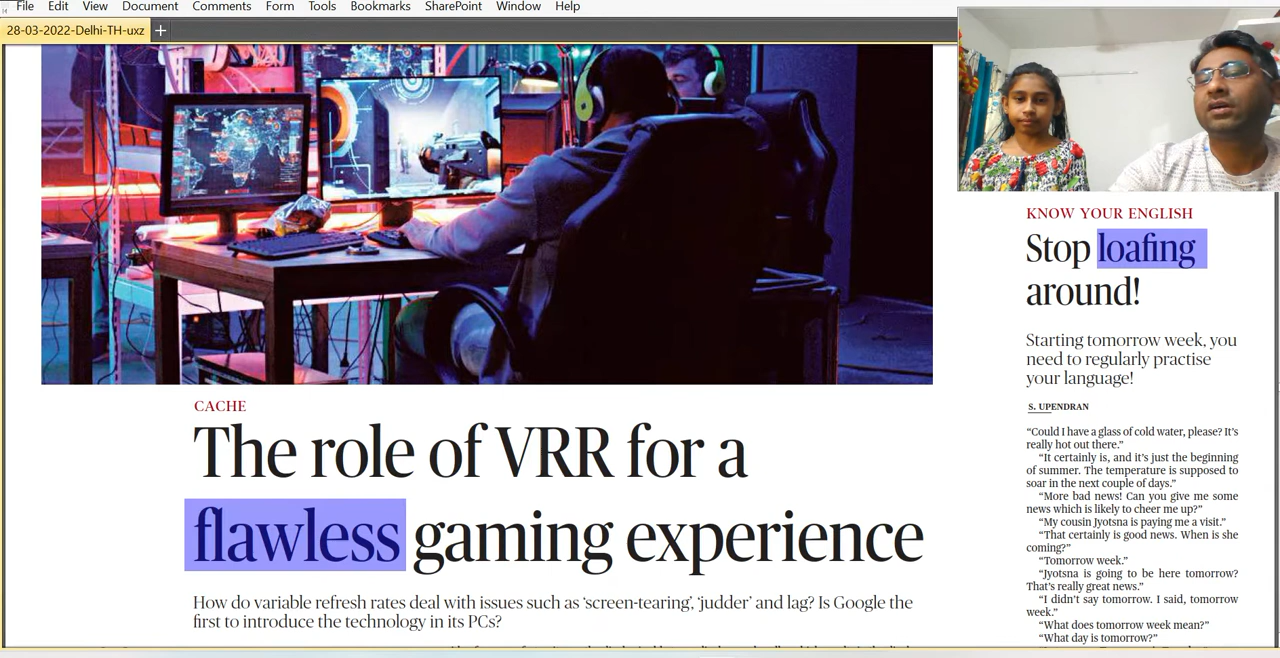 File Edit View Document Comments Form Tools Bookmarks SharePoint Window Help
28-03-2022-Delhi-TH-uxz
CACHE
The role of VRR for a
flawless gaming experience
How do variable refresh rates deal with issues such as ‘screen-tearing’, ‘judder’ and lag? Is Google the
first to introduce the technology in its PCs?
KNOW YOUR ENGLISH
Stop loafing
around!
Starting tomorrow week, you
need to regularly practise
your language!
S. UPENDRAN
“Could I have a glass of cold water, please? It’s
really hot out there.”
“It certainly is, and it’s just the beginning
of summer. The temperature is supposed to
soar in the next couple of days.”
“More bad news! Can you give me some
news which is likely to cheer me up?”
“My cousin Jyotsna is paying me a visit.”
“That certainly is good news. When is she
coming?”
“Tomorrow week.”
“Jyotsna is going to be here tomorrow?
That’s really great news.”
“I didn’t say tomorrow. I said, tomorrow
week.”
“What does tomorrow week mean?”
“What day is tomorrow?”